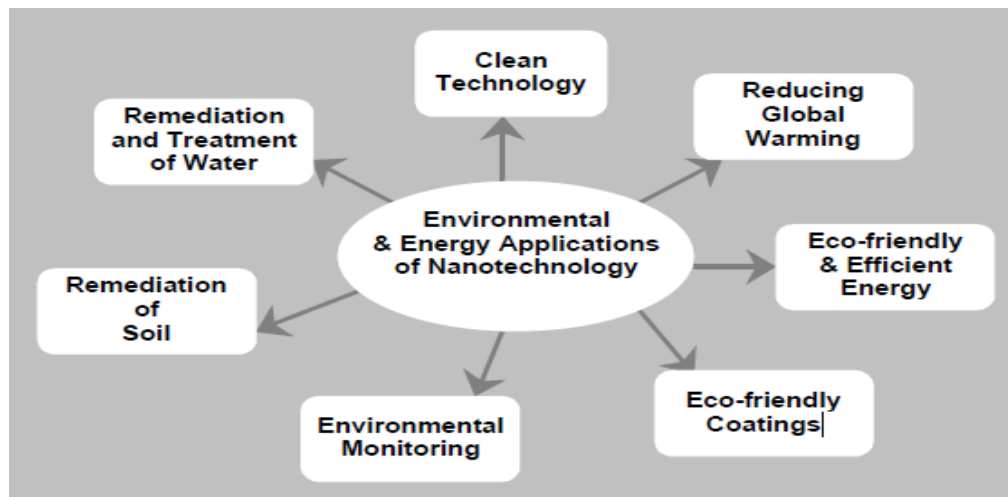 Clean
Technology
Reducing
Global
Warming
Remediation
and Treatment
of Water
Environmental
& Energy Applications
of Nanotechnology
Eco-friendly
& Efficient
Energy
Remediation
of
Soil
Eco-friendly
Coatings
Environmental
Monitoring